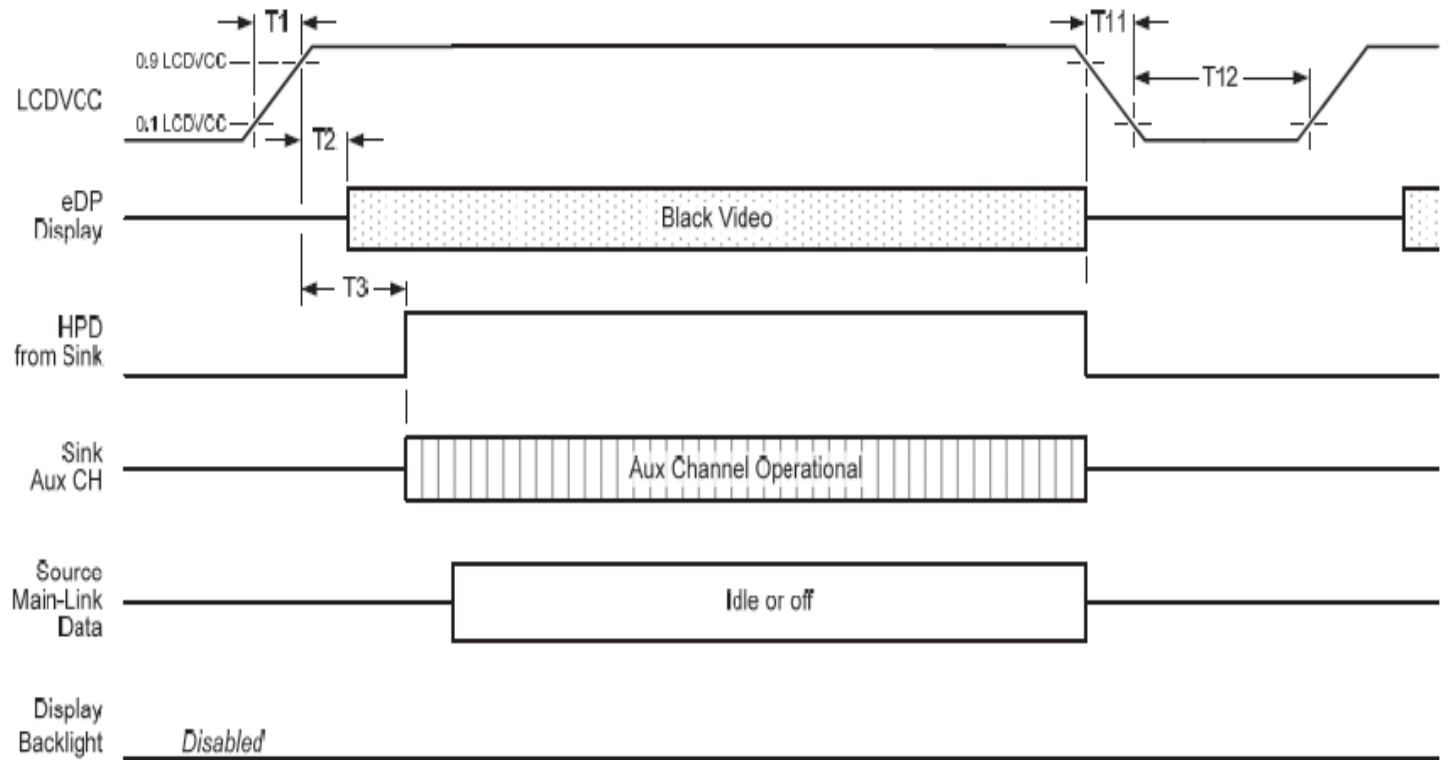 T1
T11
0.9 LCDVCC
T12
LCDVCC
0.1 LCDVCC
T2
eDP
Display
Black Video
T3
HPD
from Sink
Sink
Aux CH
Aux Channel Operational
Source
Main-Link
Data
Idle or off
Display
Backlight
Disabled